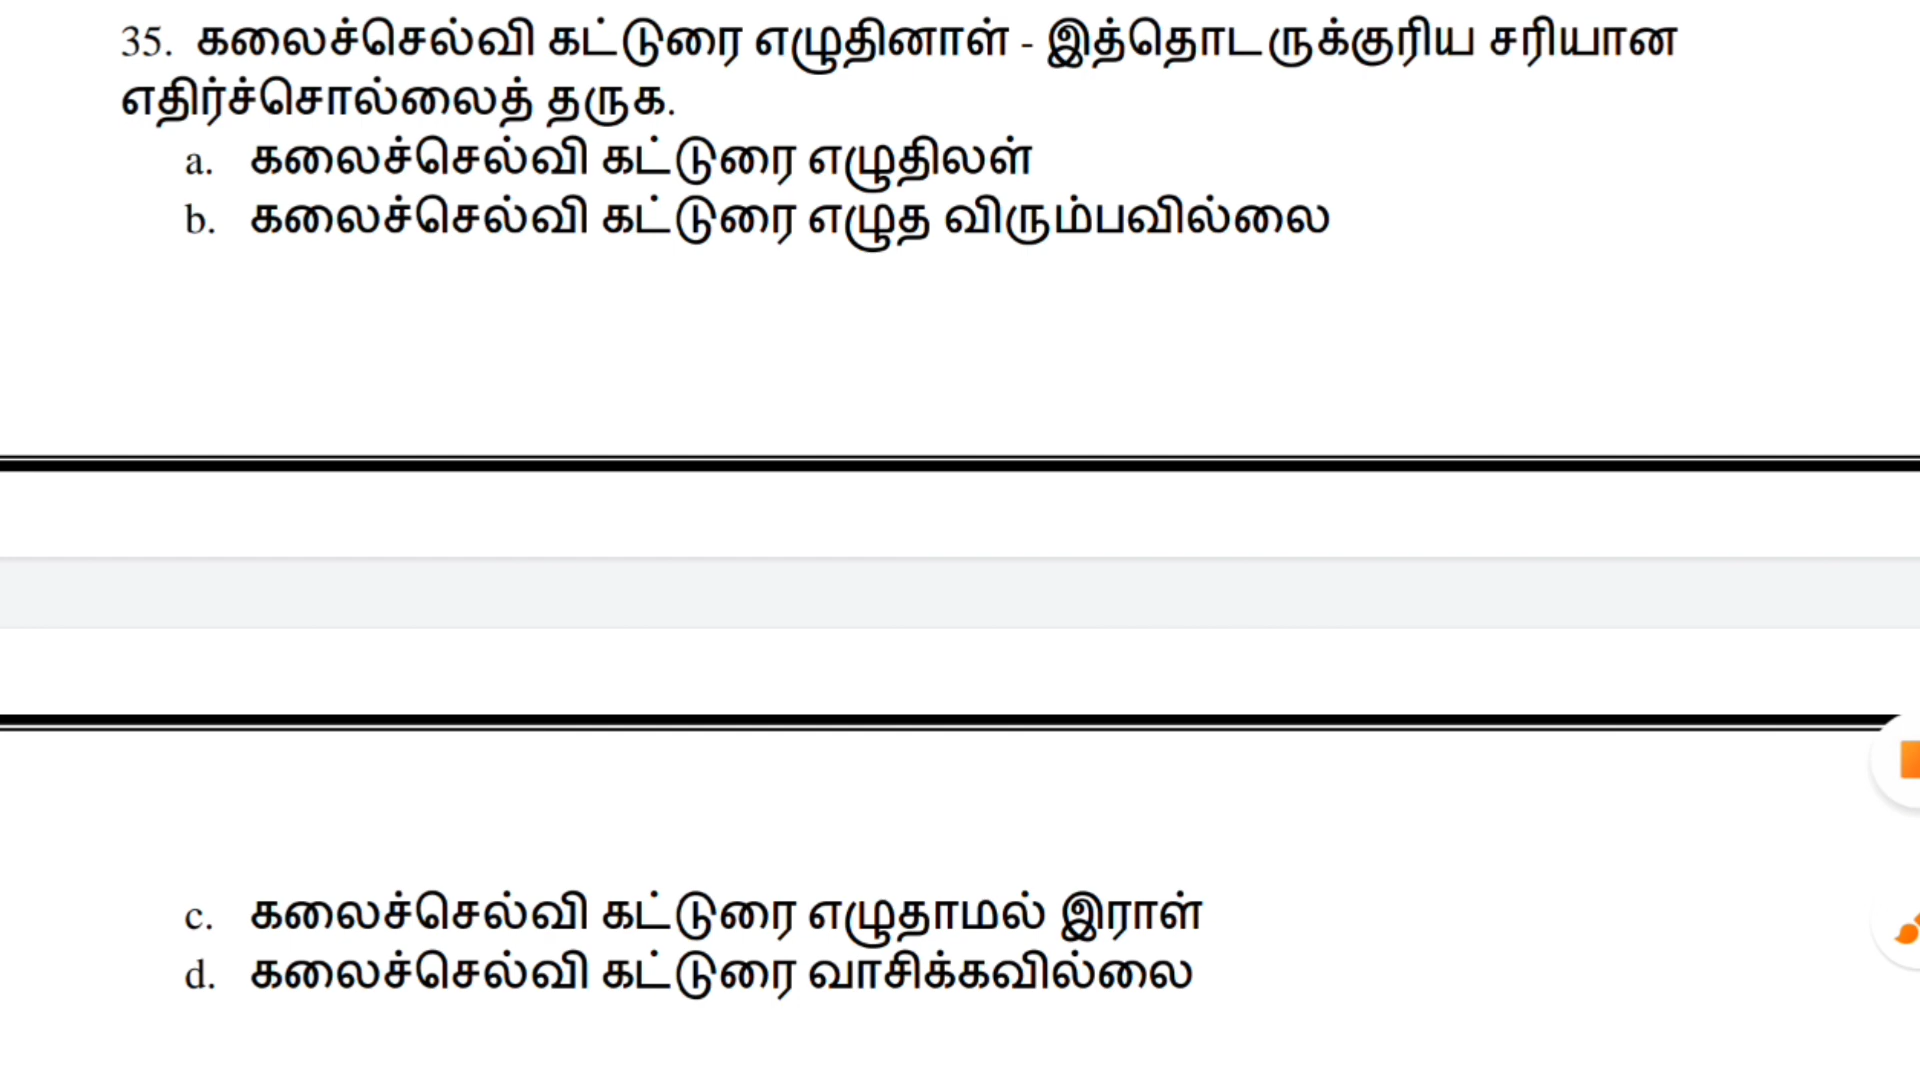 35. கலைச்செல்வி கட்டுரை எழுதினாள் - இத்தொடருக்குரிய சரியான
எதிர்ச்சொல்லைத் தருக.
a. கலைச்செல்வி கட்டுரை எழுதிலள்
b. கலைச்செல்வி கட்டுரை எழுத விரும்பவில்லை
c. கலைச்செல்வி கட்டுரை எழுதாமல் இராள்
d. கலைச்செல்வி கட்டுரை வாசிக்கவில்லை